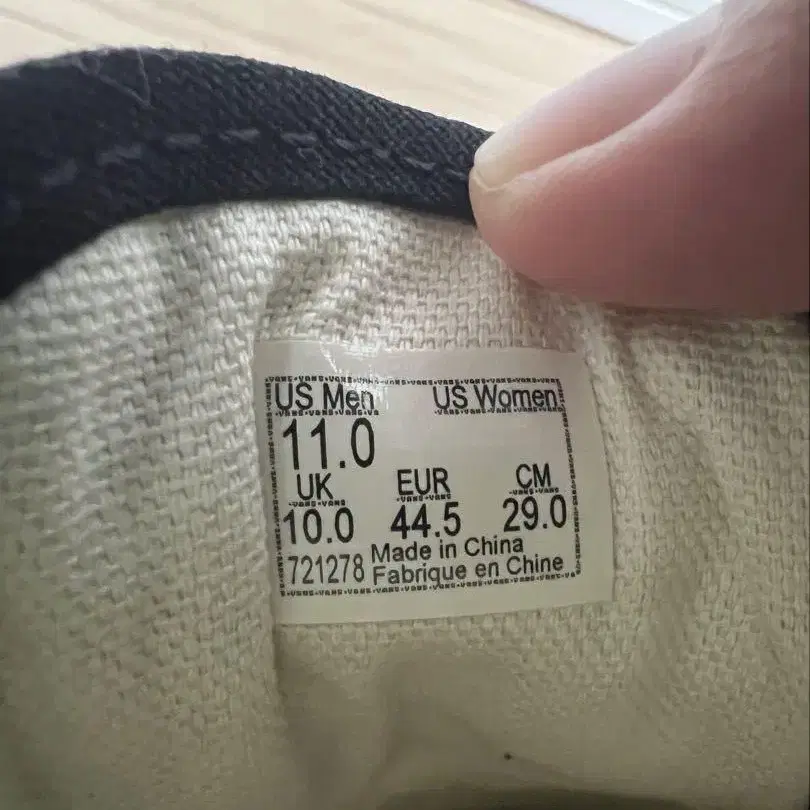 US Men US Women
11.0
UK EUR CM
10.0 44.5 29.0
Made in China
721278 Fabrique en Chine